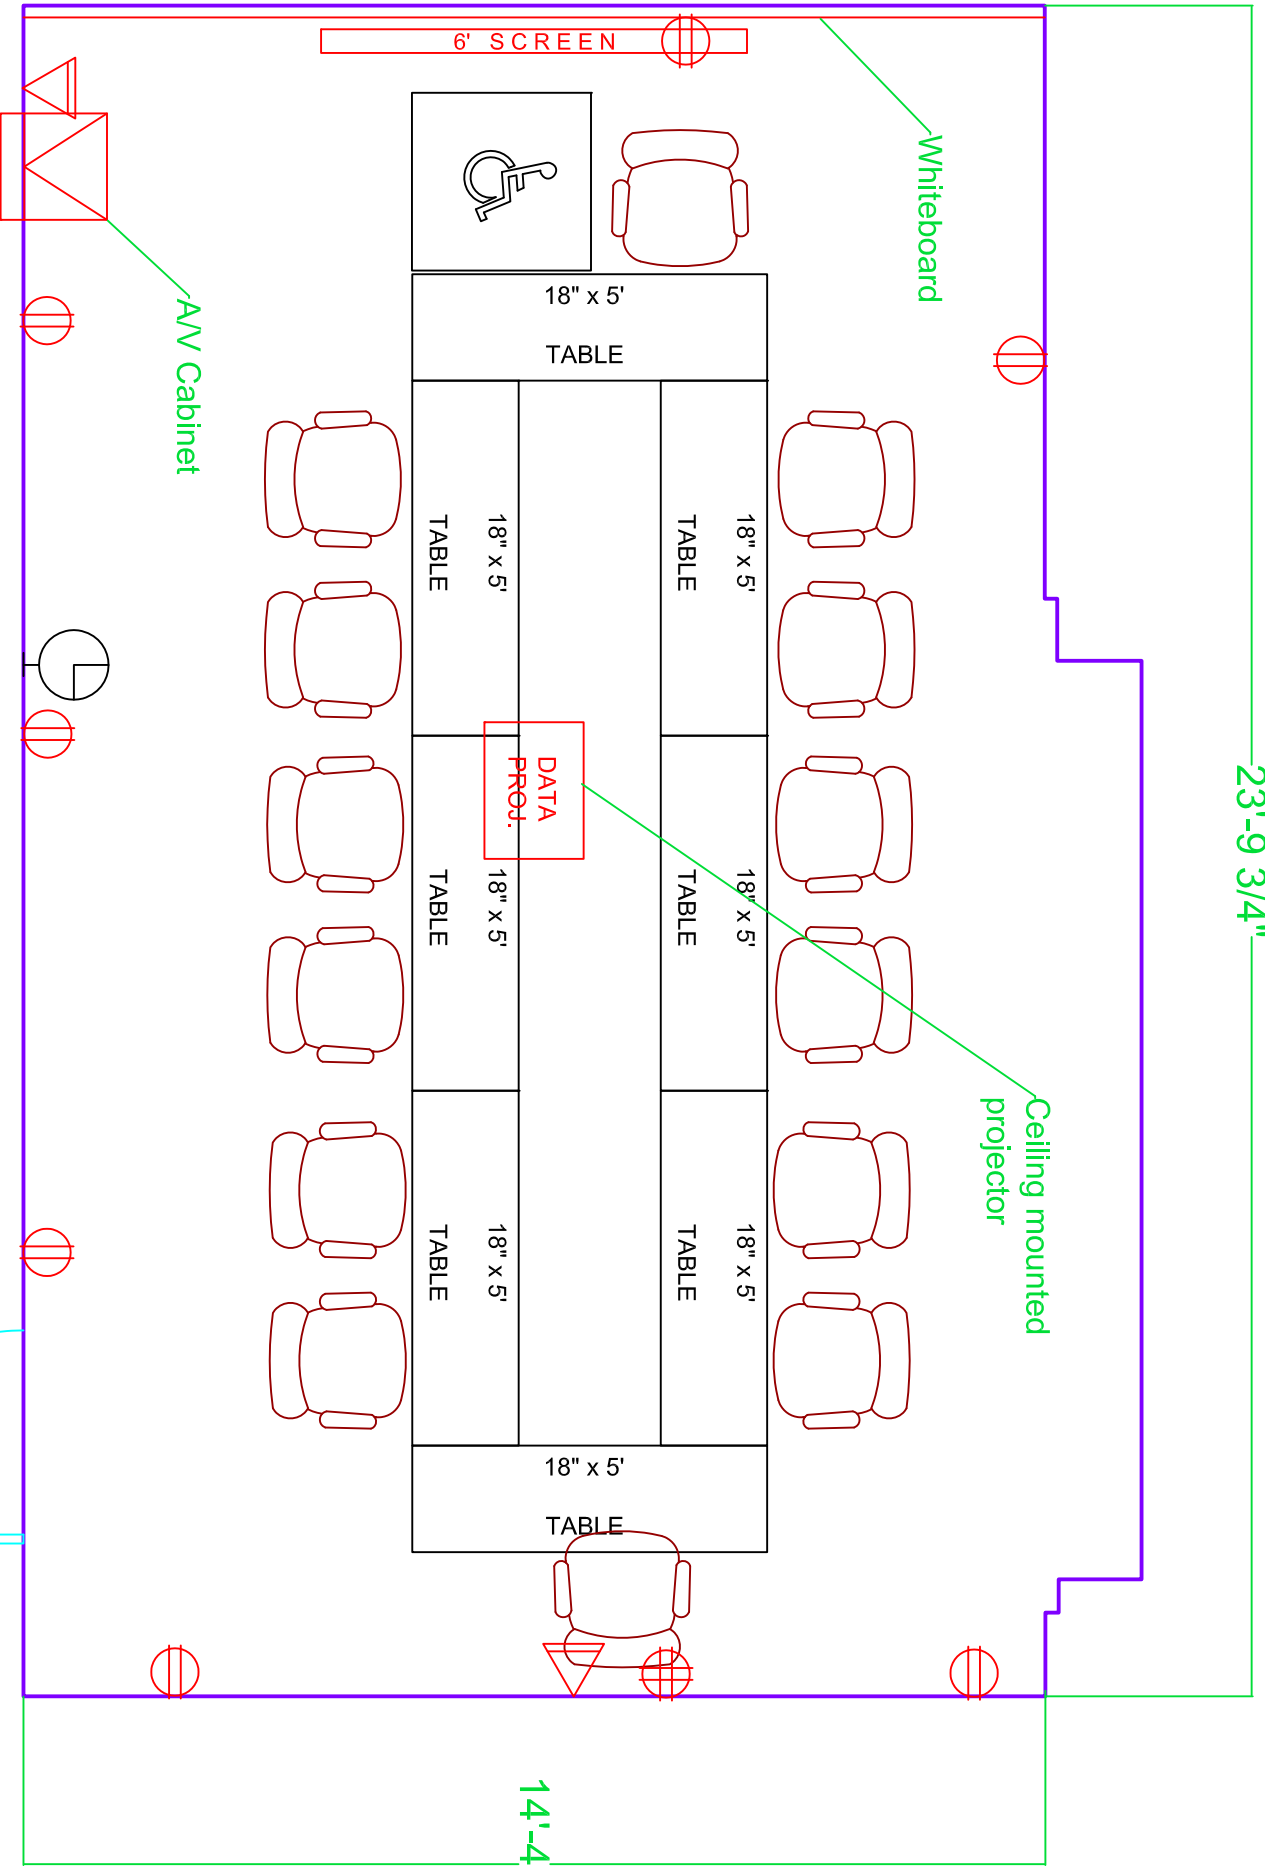 6' SCREEN
Whiteboard
A/V Cabinet
18" x 5'
TABLE
18" x 5'
TABLE
18" x 5'
TABLE
DATA
PROJ.
18" x 5'
TABLE
18" x 5'
TABLE
23'-9 3/4"
Ceiling mounted
projector
18" x 5'
TABLE
18" x 5'
TABLE
18" x 5'
TABLE
14'-4